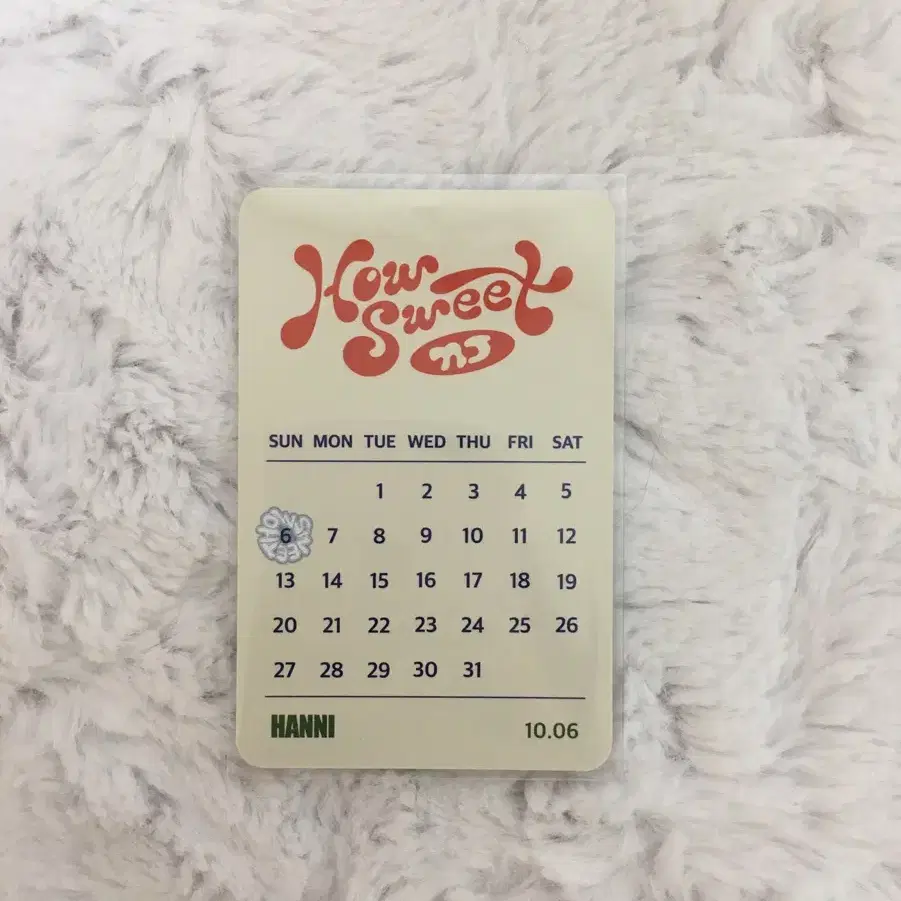 How
Sweet
NJ
SUN MON TUE WED THU FRI SAT
1 2 3 4 5
6 7 8 9 10 11 12
13 14 15 16 17 18 19
20 21 22 23 24 25 26
27 28 29 30 31
HANNI 10.06